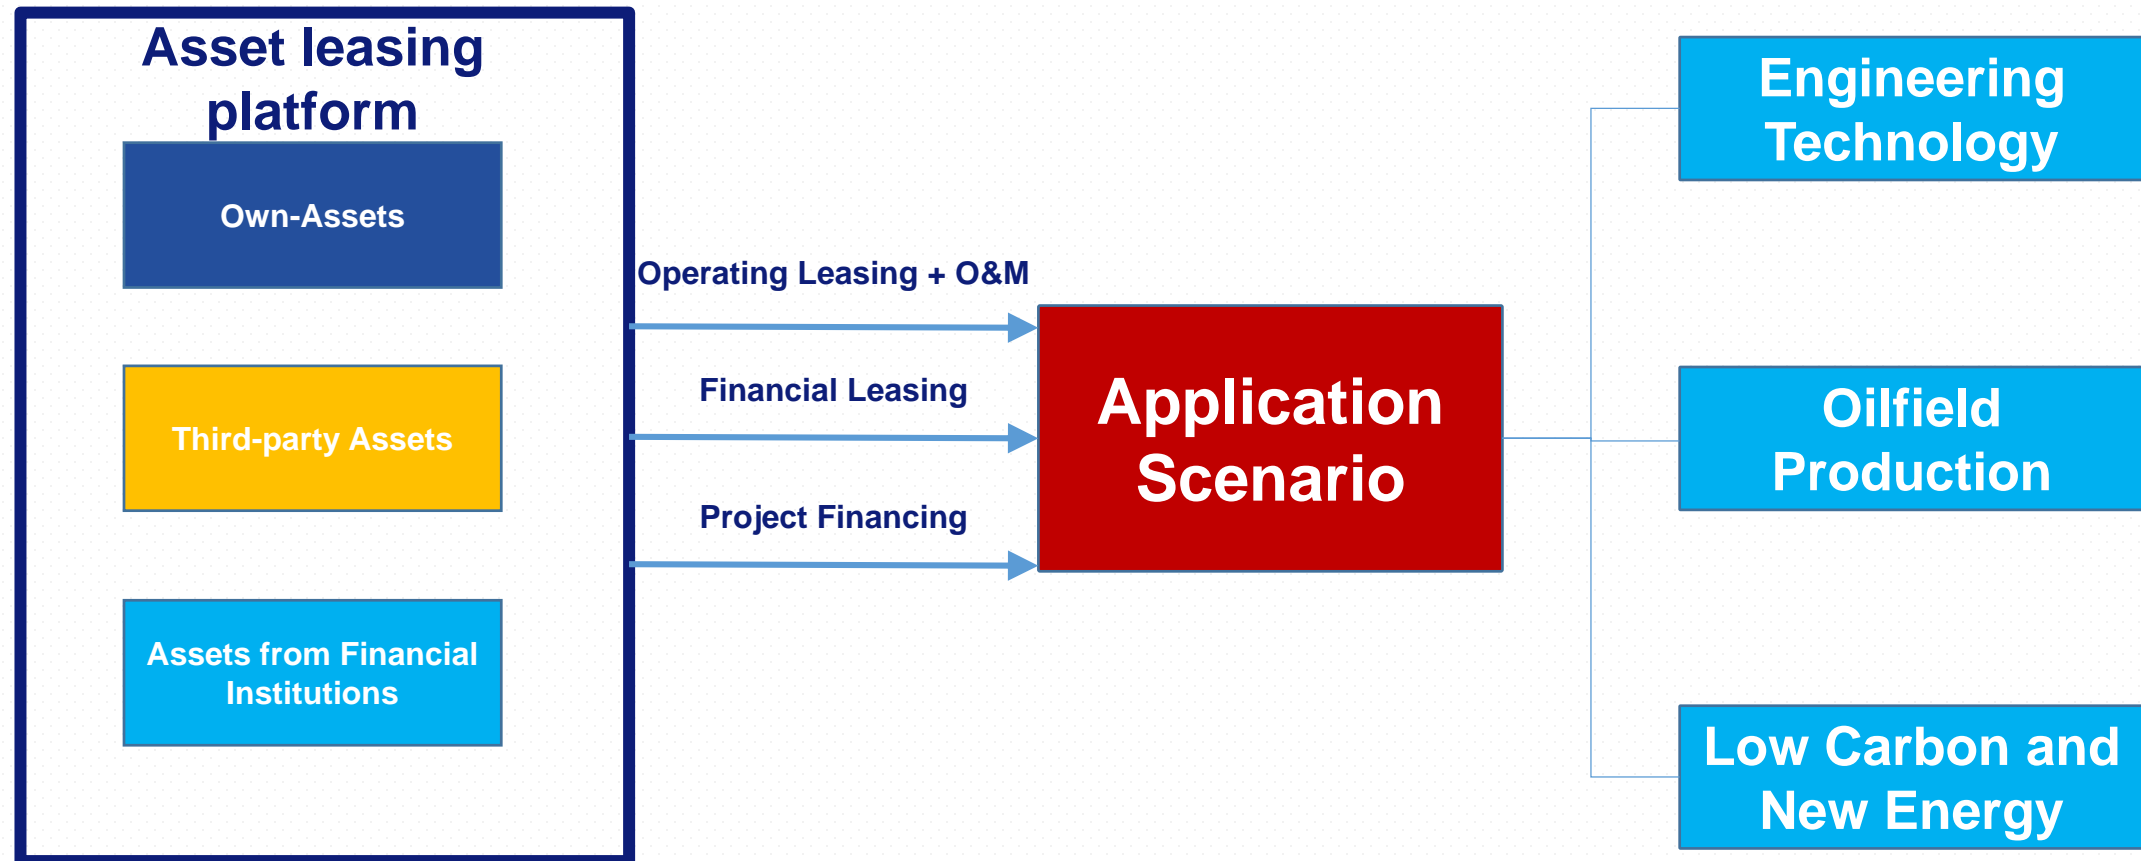 Asset leasing
platform
Own-Assets
Third-party Assets
Assets from Financial
Institutions
Operating Leasing + O&M
Financial Leasing
Project Financing
Application
Scenario
Engineering
Technology
Oilfield
Production
Low Carbon and
New Energy